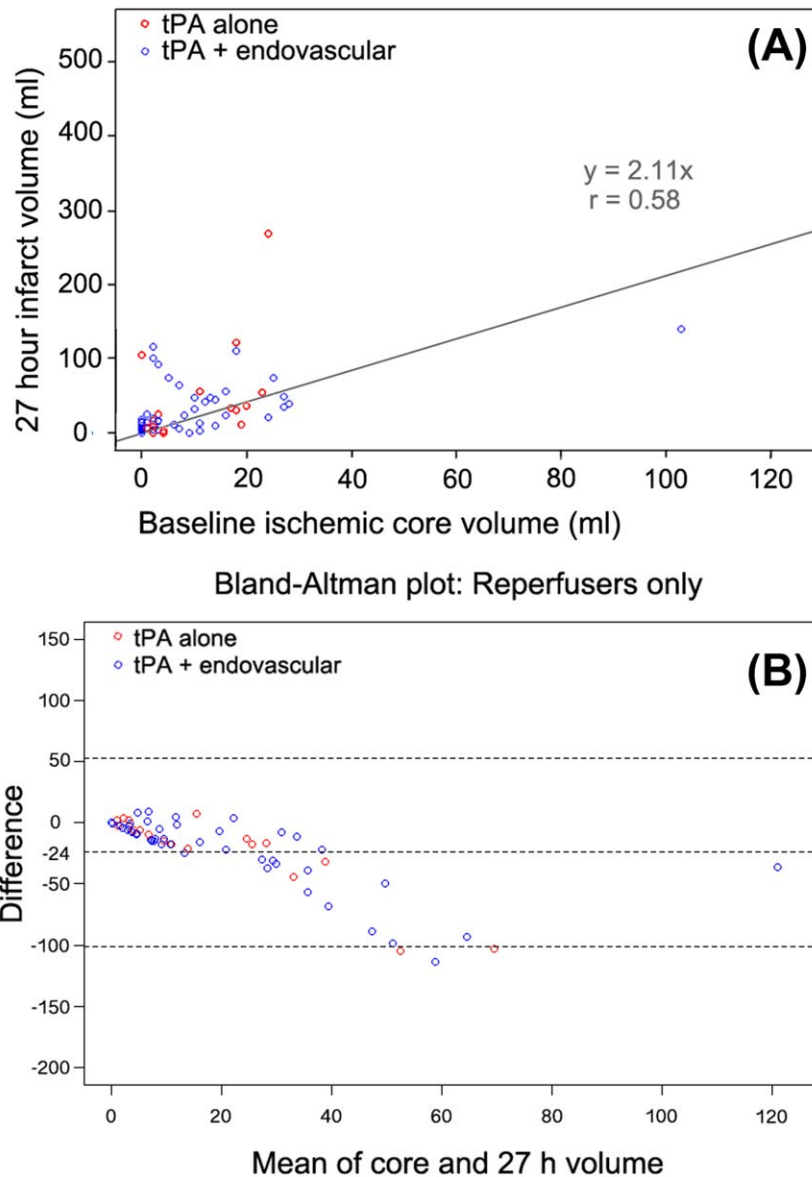 tPA alone
tPA + endovascular
(A)
500
400
300
200
100
0
27 hour infarct volume (ml)
y = 2.11x
r = 0.58
0 20 40 60 80 100 120
Baseline ischemic core volume (ml)
Bland-Altman plot: Reperfusers only
tPA alone
tPA + endovascular
(B)
150
100
50
0
-24
-50
-100
-150
-200
Difference
0 20 40 60 80 100 120
Mean of core and 27 h volume